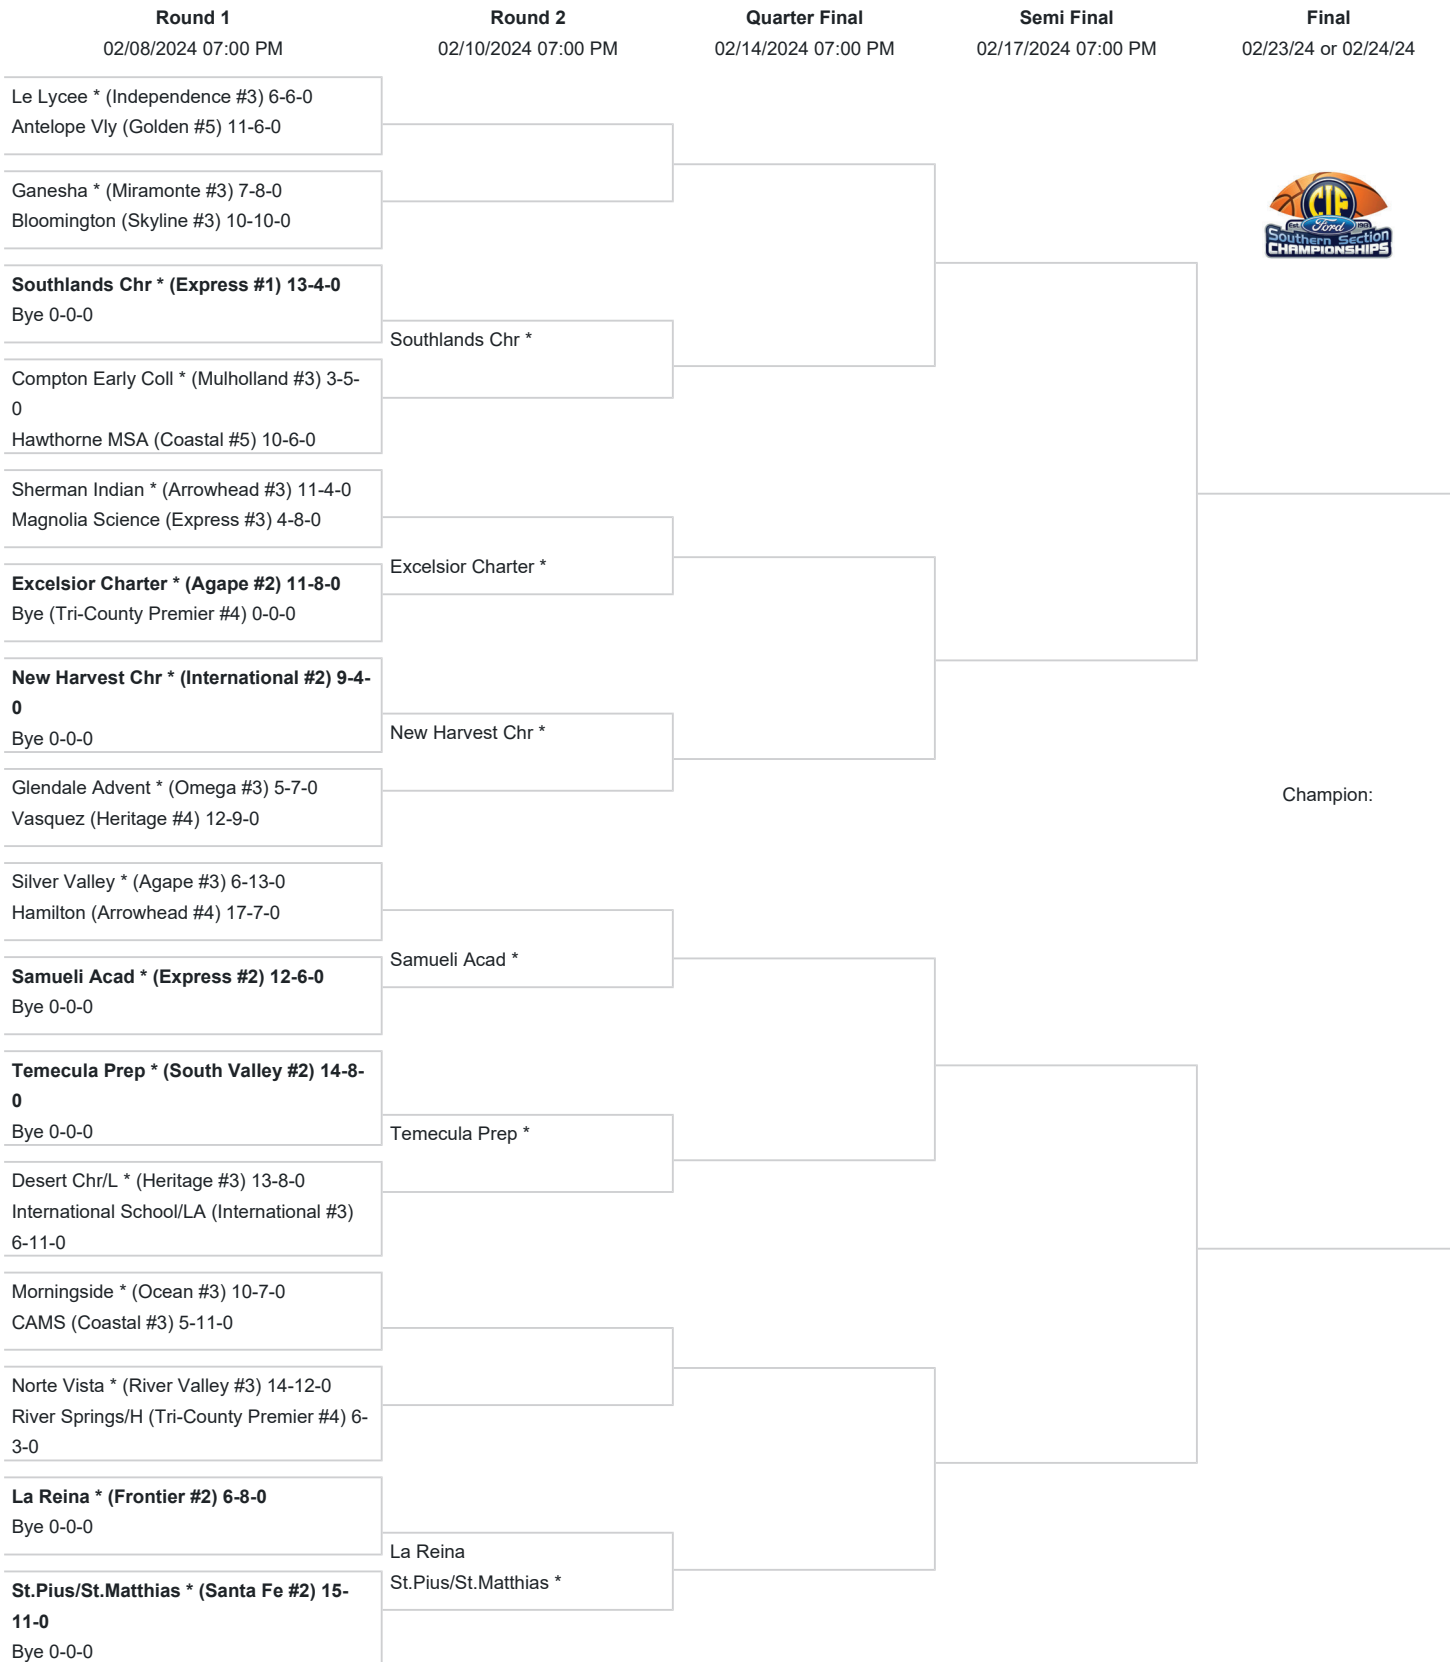 Round 1
02/08/2024 07:00 PM
Round 2
02/10/2024 07:00 PM
Quarter Final
02/14/2024 07:00 PM
Semi Final
02/17/2024 07:00 PM
Final
02/23/24 or 02/24/24
Le Lycee * (Independence #3) 6-6-0
Antelope Vly (Golden #5) 11-6-0
Ganesha * (Miramonte #3) 7-8-0
Bloomington (Skyline #3) 10-10-0
Southlands Chr * (Express #1) 13-4-0
Bye 0-0-0
Compton Early Coll * (Mulholland #3) 3-5-
0
Hawthorne MSA (Coastal #5) 10-6-0
Sherman Indian * (Arrowhead #3) 11-4-0
Magnolia Science (Express #3) 4-8-0
Excelsior Charter * (Agape #2) 11-8-0
Bye (Tri-County Premier #4) 0-0-0
New Harvest Chr * (International #2) 9-4-
0
Bye 0-0-0
Glendale Advent * (Omega #3) 5-7-0
Vasquez (Heritage #4) 12-9-0
Silver Valley * (Agape #3) 6-13-0
Hamilton (Arrowhead #4) 17-7-0
Samueli Acad * (Express #2) 12-6-0
Bye 0-0-0
Temecula Prep * (South Valley #2) 14-8-
0
Bye 0-0-0
Desert Chr/L * (Heritage #3) 13-8-0
International School/LA (International #3)
6-11-0
Morningside * (Ocean #3) 10-7-0
CAMS (Coastal #3) 5-11-0
Norte Vista * (River Valley #3) 14-12-0
River Springs/H (Tri-County Premier #4) 6-
3-0
La Reina * (Frontier #2) 6-8-0
Bye 0-0-0
St.Pius/St.Matthias * (Santa Fe #2) 15-
11-0
Bye 0-0-0
Southlands Chr *
Excelsior Charter *
New Harvest Chr *
Samueli Acad *
Temecula Prep *
La Reina
St.Pius/St.Matthias *
CIF
Ford
Southern Section
CHAMPIONSHIPS
Champion: